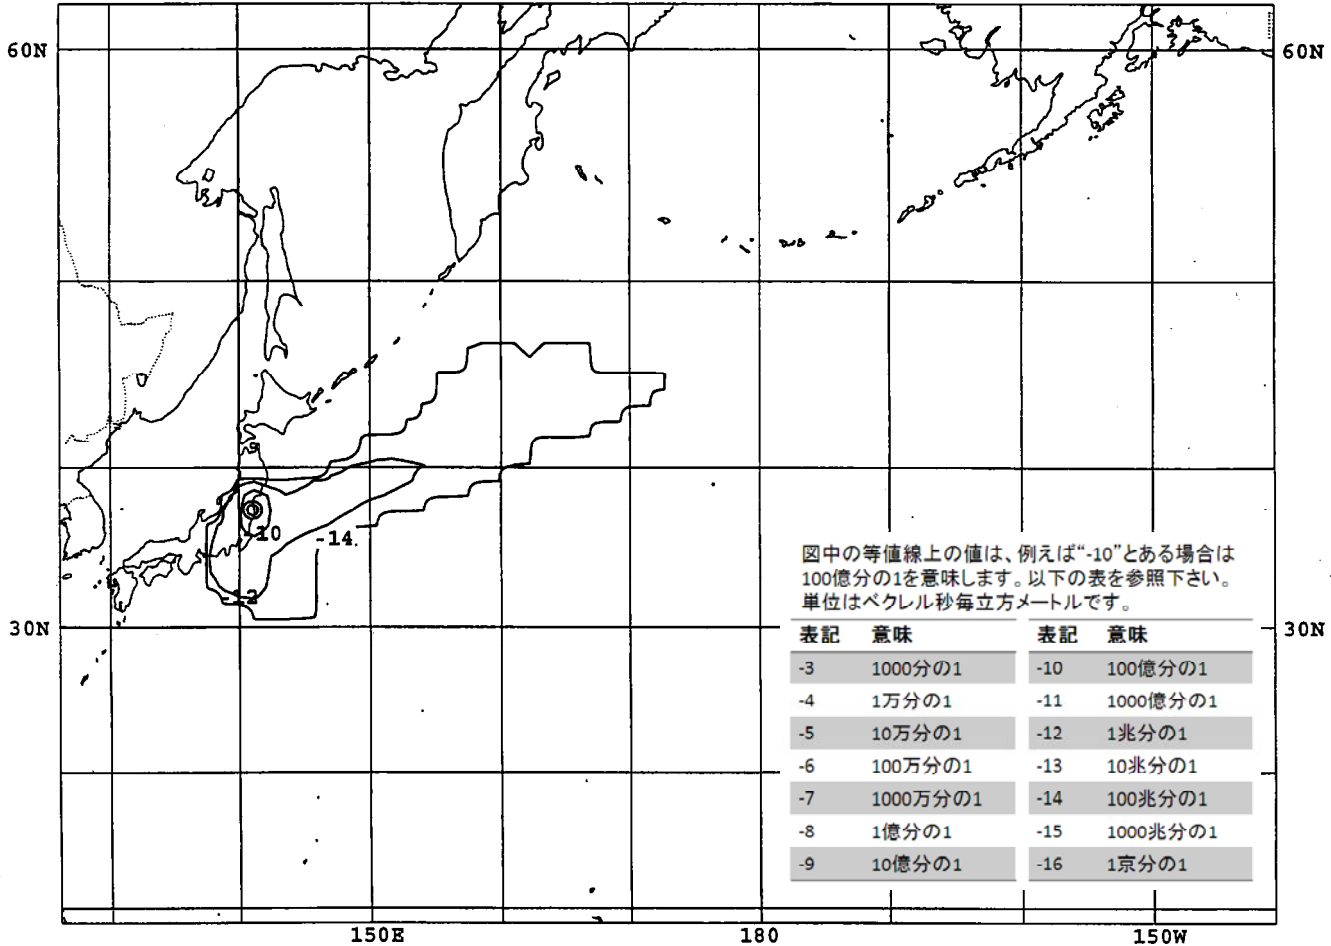 60N
60N
-10
-14
-12
30N
30N
図中の等値線上の値は、例えば“-10”とある場合は
100億分の1を意味します。以下の表を参照下さい。
単位はベクレル秒毎立方メートルです。
表記 意味 表記 意味
-3 1000分の1 -10 100億分の1
-4 1万分の1 -11 1000億分の1
-5 10万分の1 -12 1兆分の1
-6 100万分の1 -13 10兆分の1
-7 1000万分の1 -14 100兆分の1
-8 1億分の1 -15 1000兆分の1
-9 10億分の1 -16 1京分の1
150E 180 150W